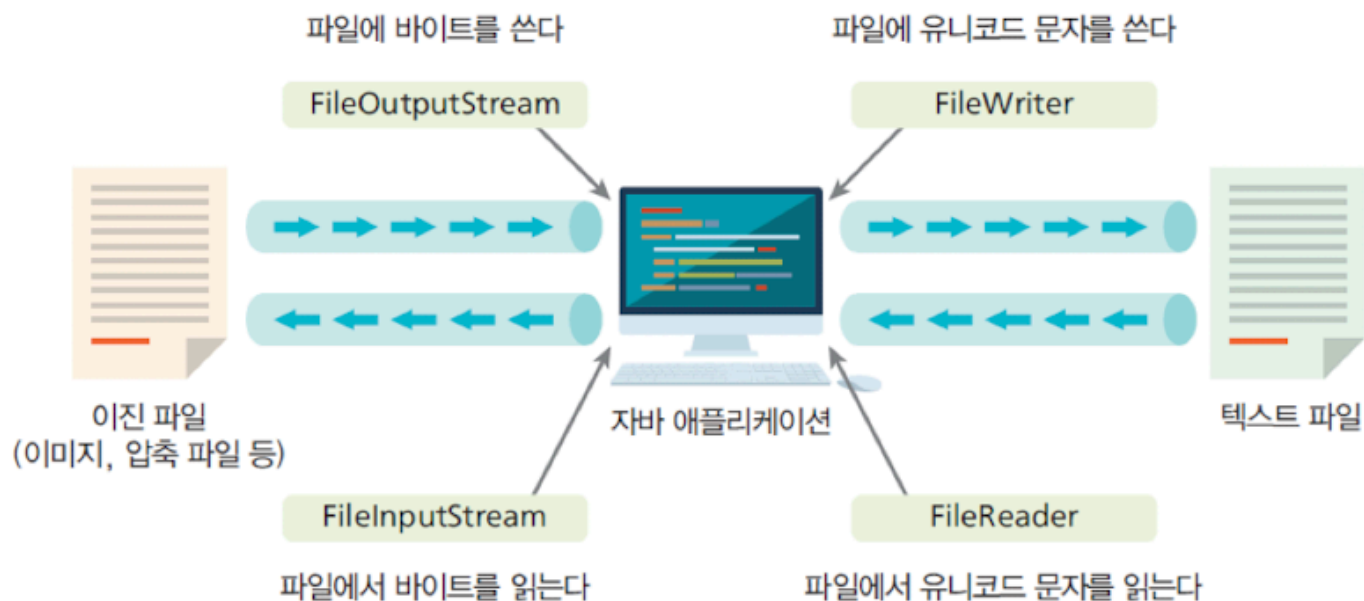 파일에 바이트를 쓴다
파일에 유니코드 문자를 쓴다
FileOutputStream
FileWriter
이진 파일
(이미지, 압축 파일 등)
자바 애플리케이션
텍스트 파일
FileInputStream
FileReader
파일에서 바이트를 읽는다
파일에서 유니코드 문자를 읽는다